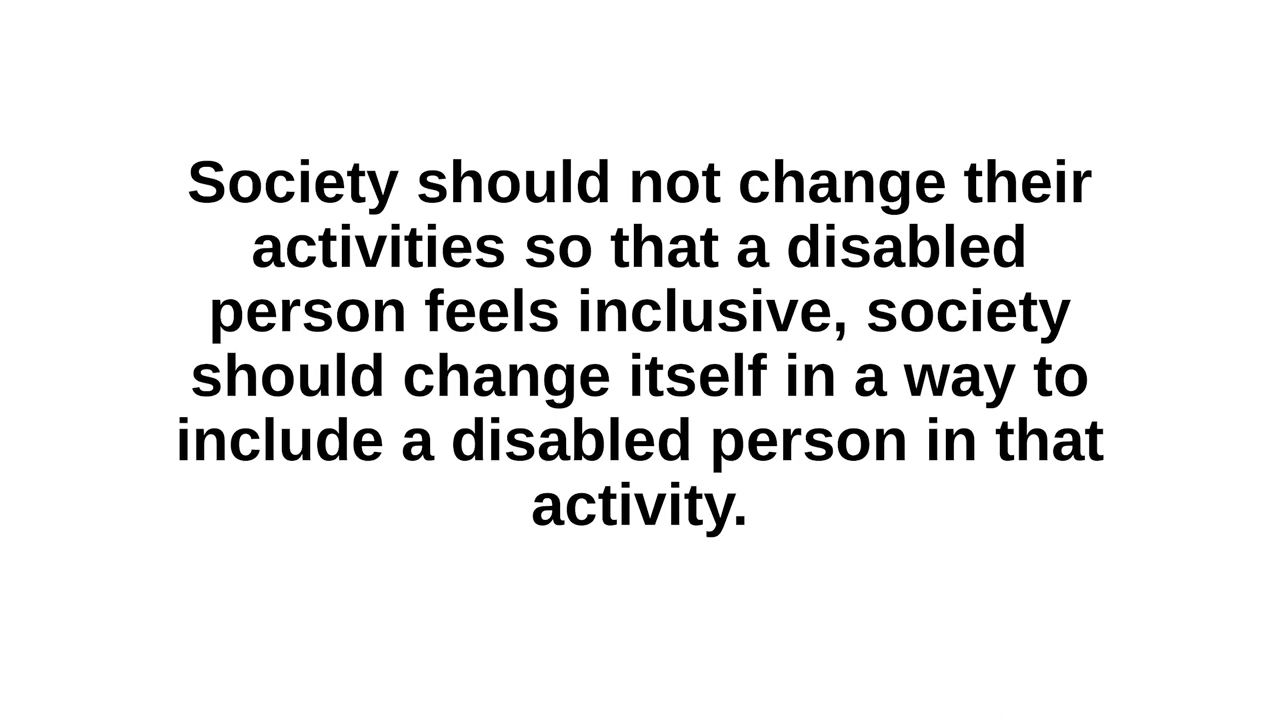 Society should not change their
activities so that a disabled
person feels inclusive, society
should change itself in a way to
include a disabled person in that
activity.